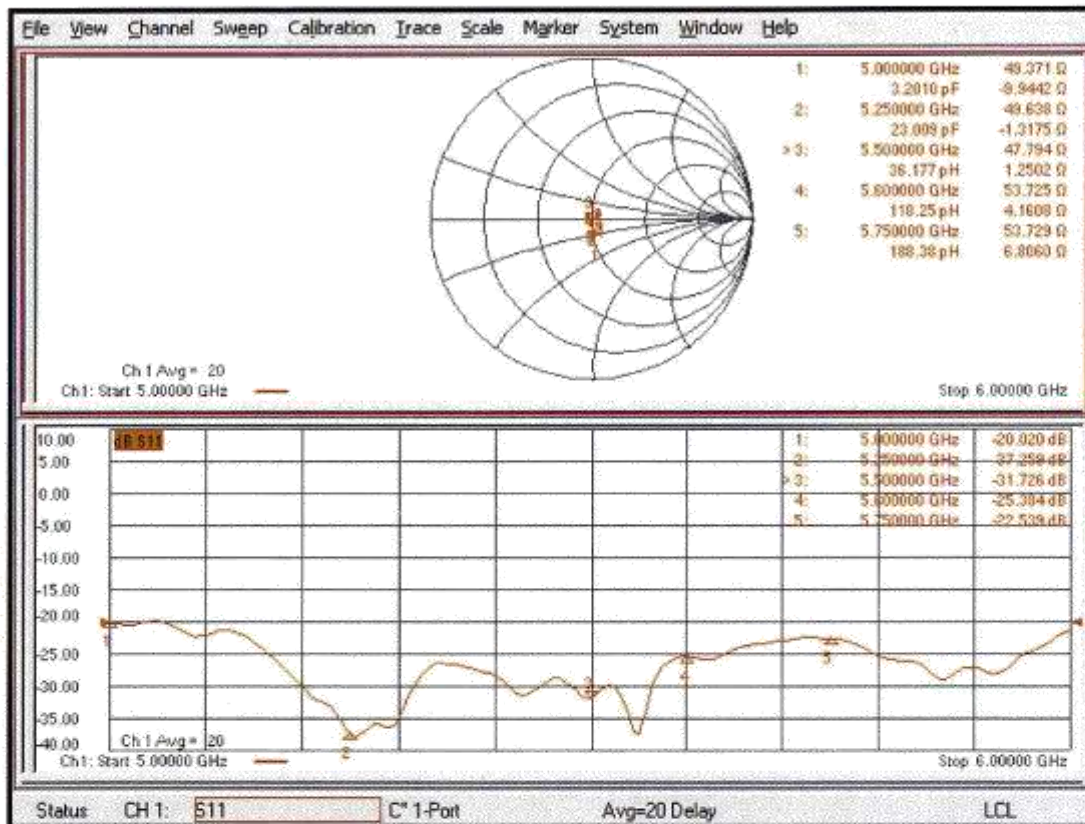 File View Channel Sweep Calibration Trace Scale Marker System Window Help
1: 5.000000 GHz 49.371 Ω
3.2010 pF -9.9442 Ω
2: 5.250000 GHz 49.638 Ω
23.009 pF -1.3175 Ω
> 3: 5.500000 GHz 47.794 Ω
36.177 pH 1.2502 Ω
4: 5.600000 GHz 53.725 Ω
118.25 pH 4.1608 Ω
5: 5.750000 GHz 53.729 Ω
188.38 pH 6.8060 Ω
Ch 1 Avg = 20
Ch1: Start 5.00000 GHz
Stop 6.00000 GHz
dB S11
10.00
5.00
0.00
-5.00
-10.00
-15.00
-20.00
-25.00
-30.00
-35.00
-40.00
1: 5.000000 GHz -20.020 dB
2: 5.250000 GHz -37.259 dB
> 3: 5.500000 GHz -31.726 dB
4: 5.600000 GHz -25.384 dB
5: 5.750000 GHz -22.539 dB
1
2
3
4
5
Ch 1 Avg = 20
Ch1: Start 5.00000 GHz
Stop 6.00000 GHz
Status CH 1: S11 C* 1-Port Avg=20 Delay LCL